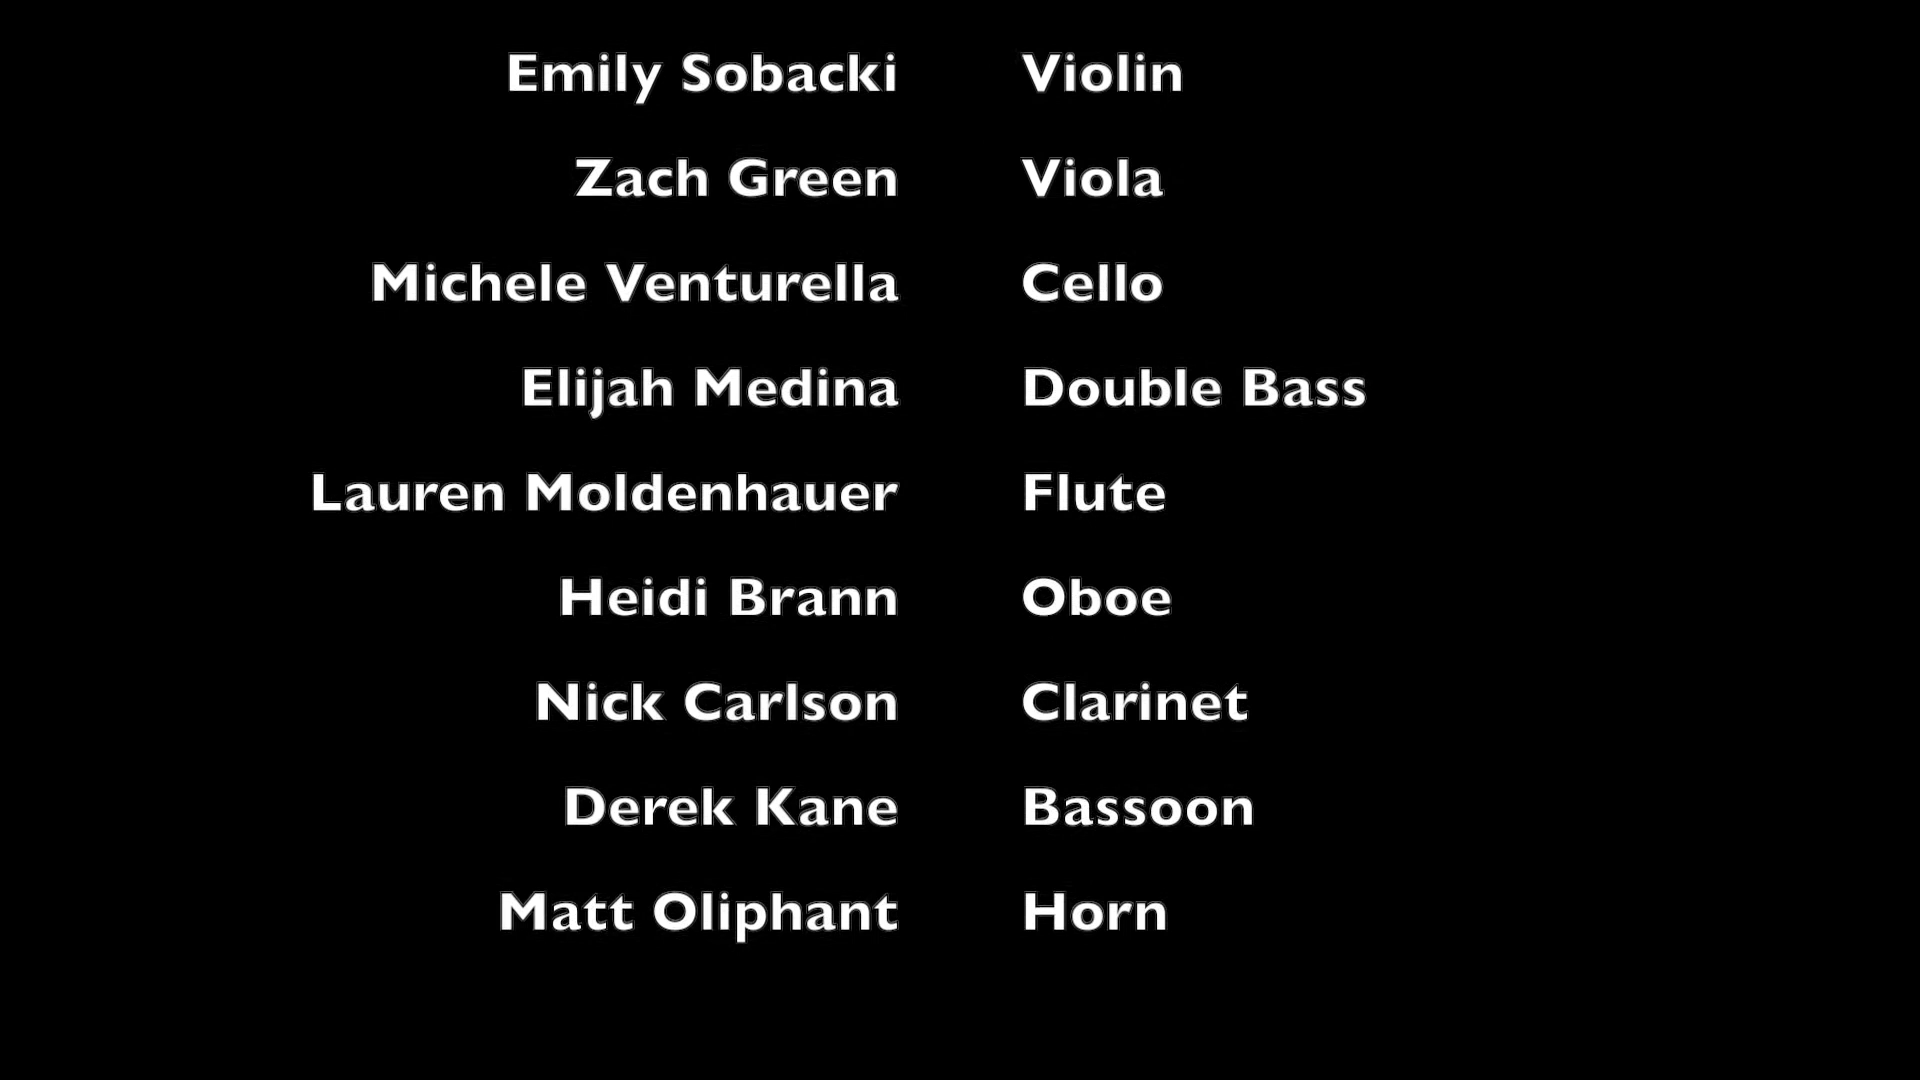 Emily Sobacki Violin
Zach Green Viola
Michele Venturella Cello
Elijah Medina Double Bass
Lauren Moldenhauer Flute
Heidi Brann Oboe
Nick Carlson Clarinet
Derek Kane Bassoon
Matt Oliphant Horn